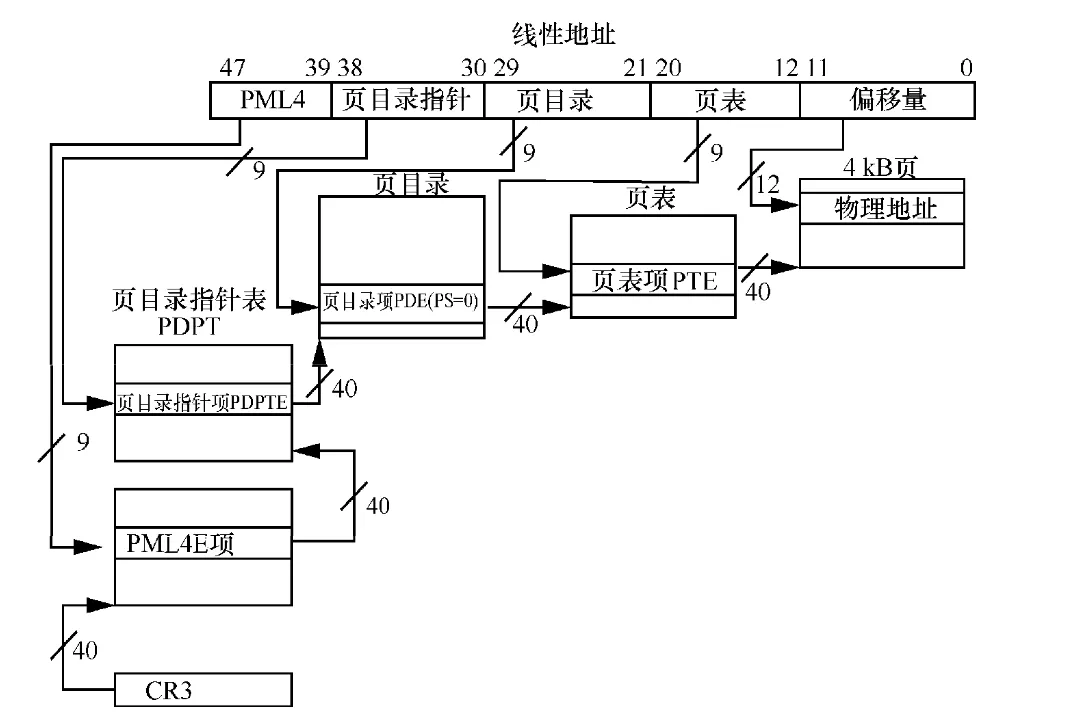 线性地址
47 39 38 30 29 21 20 12 11 0
PML4 页目录指针 页目录 页表 偏移量
9 9 9 12
4 kB页
页目录
页表
物理地址
页表项PTE
40
页目录项PDE(PS=0)
40
页目录指针表
PDPT
页目录指针项PDPTE
40
9
40
PML4E项
40
CR3